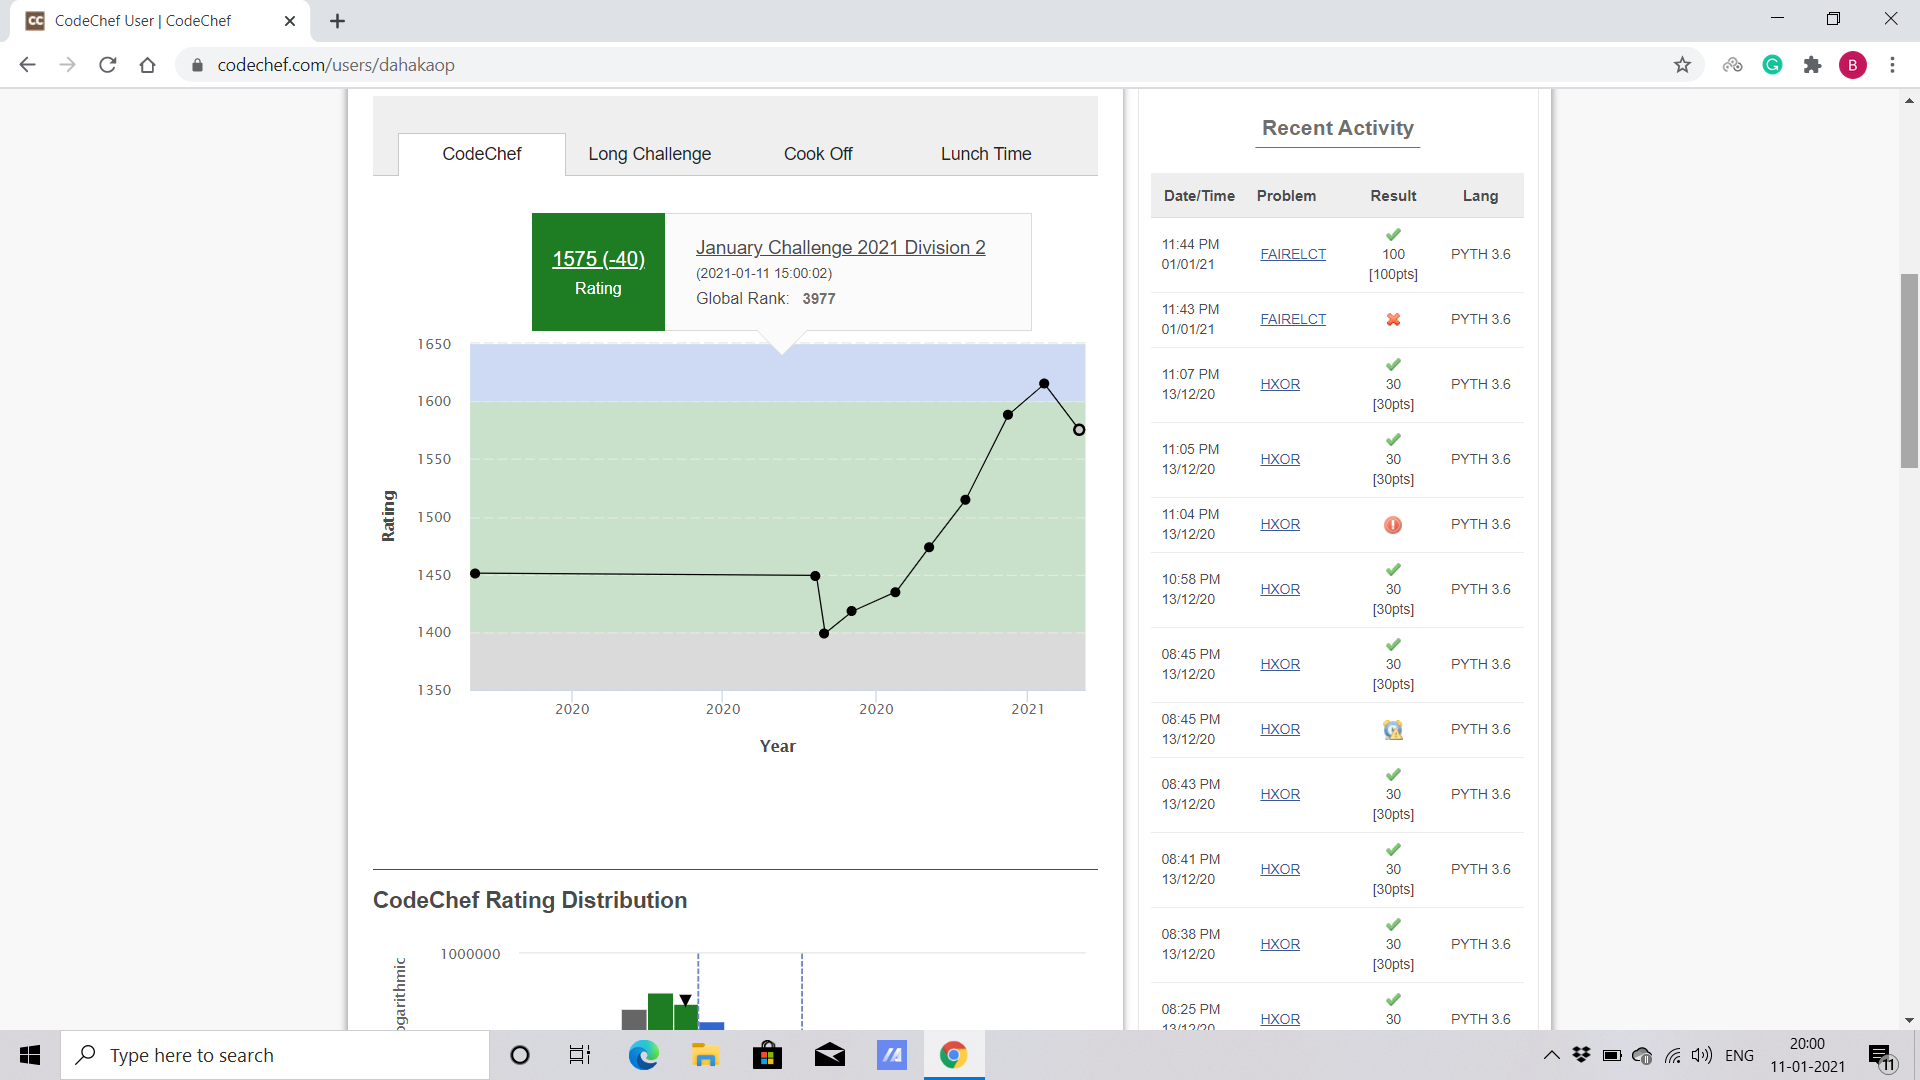 CodeChef User | CodeChef
codechef.com/users/dahakaop
B
CodeChef
Long Challenge
Cook Off
Lunch Time
1575 (-40)
Rating
January Challenge 2021 Division 2
(2021-01-11 15:00:02)
Global Rank: 3977
1650
1600
1550
1500
1450
1400
1350
Rating
2020
2020
2020
2021
Year
CodeChef Rating Distribution
1000000
Recent Activity
Date/Time Problem Result Lang
11:44 PM
01/01/21
FAIRELCT
100
[100pts]
PYTH 3.6
11:43 PM
01/01/21
FAIRELCT
PYTH 3.6
11:07 PM
13/12/20
HXOR
30
[30pts]
PYTH 3.6
11:05 PM
13/12/20
HXOR
30
[30pts]
PYTH 3.6
11:04 PM
13/12/20
HXOR
PYTH 3.6
10:58 PM
13/12/20
HXOR
30
[30pts]
PYTH 3.6
08:45 PM
13/12/20
HXOR
30
[30pts]
PYTH 3.6
08:45 PM
13/12/20
HXOR
PYTH 3.6
08:43 PM
13/12/20
HXOR
30
[30pts]
PYTH 3.6
08:41 PM
13/12/20
HXOR
30
[30pts]
PYTH 3.6
08:38 PM
13/12/20
HXOR
30
[30pts]
PYTH 3.6
08:25 PM
13/12/20
HXOR
30
PYTH 3.6
Type here to search
ENG
20:00
11-01-2021
11